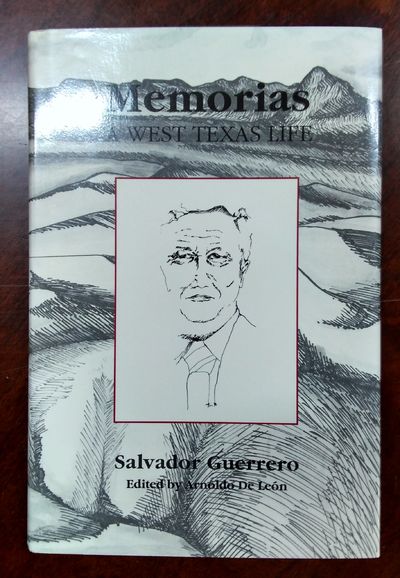 Memorias
A WEST TEXAS LIFE
Salvador Guerrero
Edited by Arnoldo De León